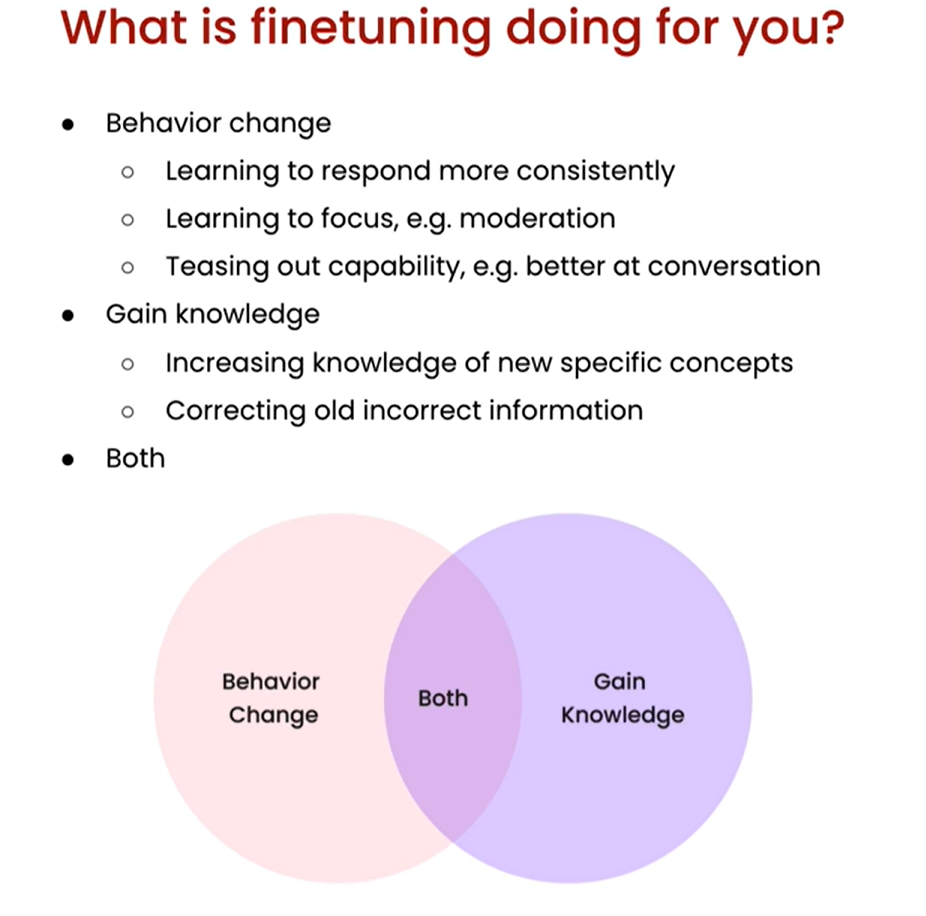 What is finetuning doing for you?
● Behavior change
○ Learning to respond more consistently
○ Learning to focus, e.g. moderation
○ Teasing out capability, e.g. better at conversation
● Gain knowledge
○ Increasing knowledge of new specific concepts
○ Correcting old incorrect information
● Both
Behavior
Change
Both
Gain
Knowledge